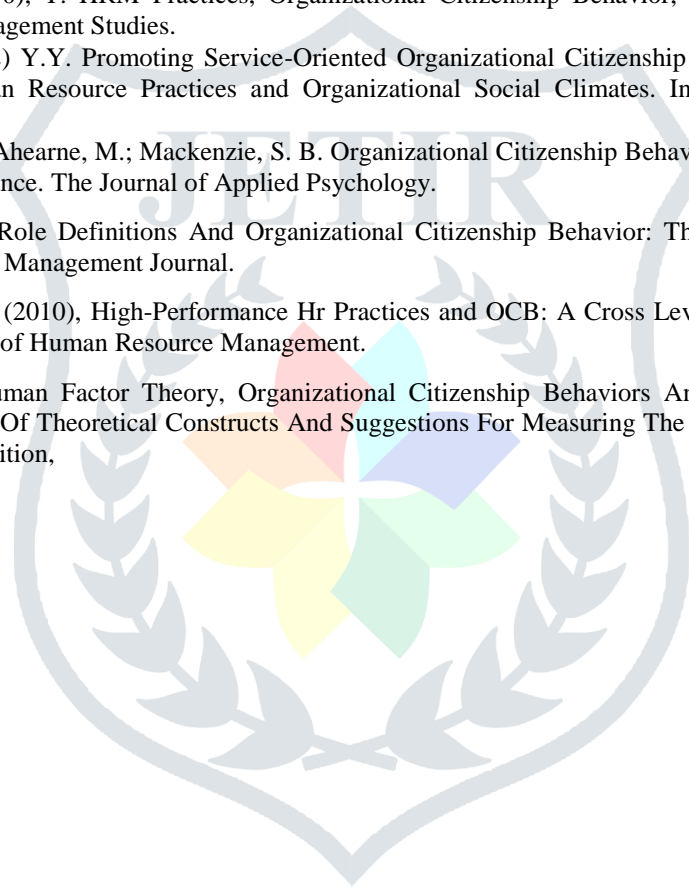 0), T. HRM Practices, Organizational Citizenship Behavior,
agement Studies.
) Y.Y. Promoting Service-Oriented Organizational Citizenship
an Resource Practices and Organizational Social Climates. In
JETIR
Ahearne, M.; Mackenzie, S. B. Organizational Citizenship Behav
nce. The Journal of Applied Psychology.
Role Definitions And Organizational Citizenship Behavior: Th
Management Journal.
(2010), High-Performance Hr Practices and OCB: A Cross Lev
of Human Resource Management.
uman Factor Theory, Organizational Citizenship Behaviors An
Of Theoretical Constructs And Suggestions For Measuring The
ition,